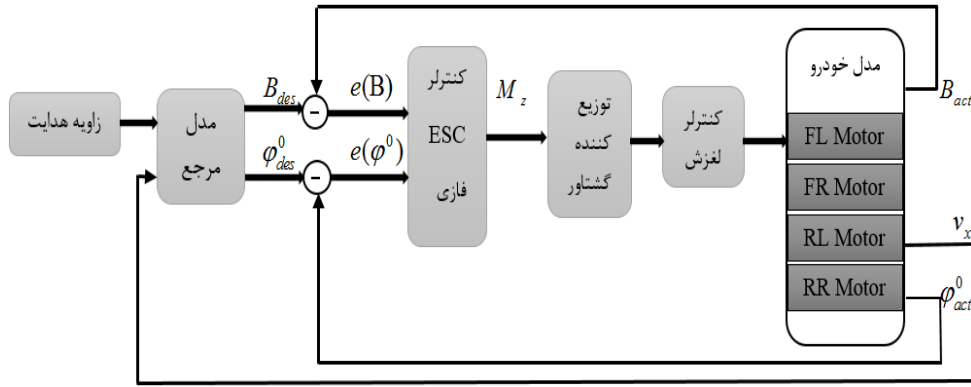 زاویه هدایت
مدل
مرجع
B_des
φ^0_des
-
-
e(B)
e(φ^0)
کنترلر
ESC
فازی
M_z
توزیع
کننده
گشتاور
کنترلر
لغزش
مدل خودرو
FL Motor
FR Motor
RL Motor
RR Motor
B_act
v_x
φ^0_act